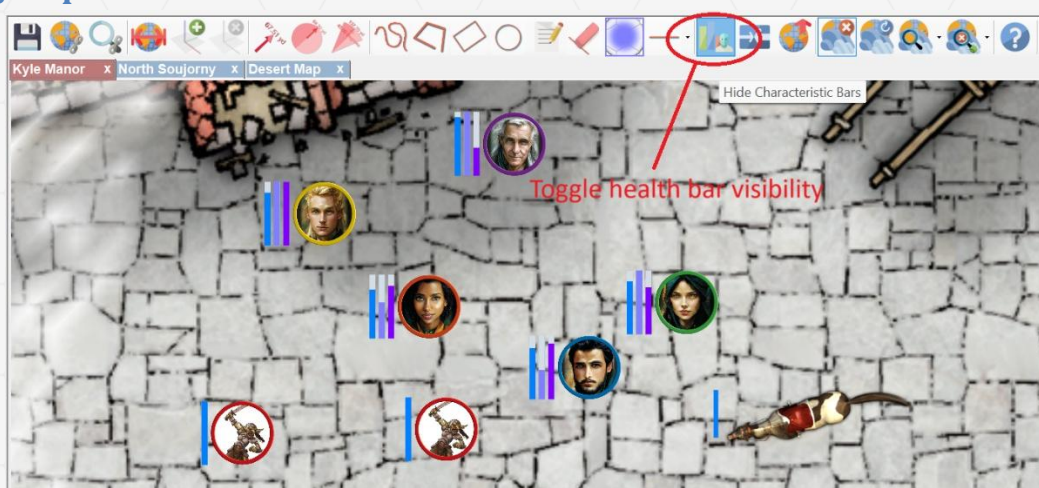 Kyle Manor x North Soujorny x Desert Map x
Hide Characteristic Bars
Toggle health bar visibility